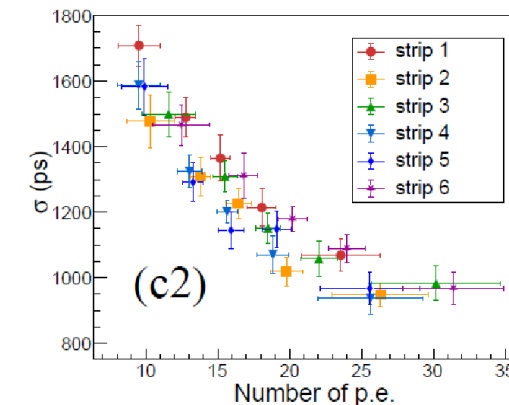 1800
1600
1400
1200
1000
800
σ (ps)
strip 1
strip 2
strip 3
strip 4
strip 5
strip 6
(c2)
10 15 20 25 30 35
Number of p.e.